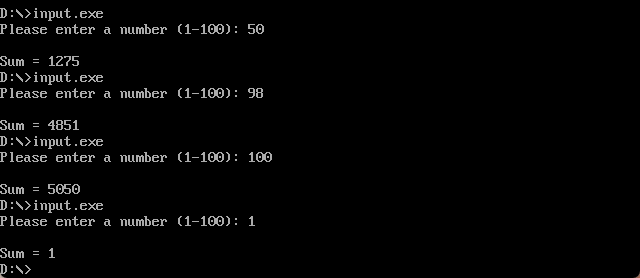 D:\>input.exe
Please enter a number (1-100): 50
Sum = 1275
D:\>input.exe
Please enter a number (1-100): 98
Sum = 4851
D:\>input.exe
Please enter a number (1-100): 100
Sum = 5050
D:\>input.exe
Please enter a number (1-100): 1
Sum = 1
D:\>